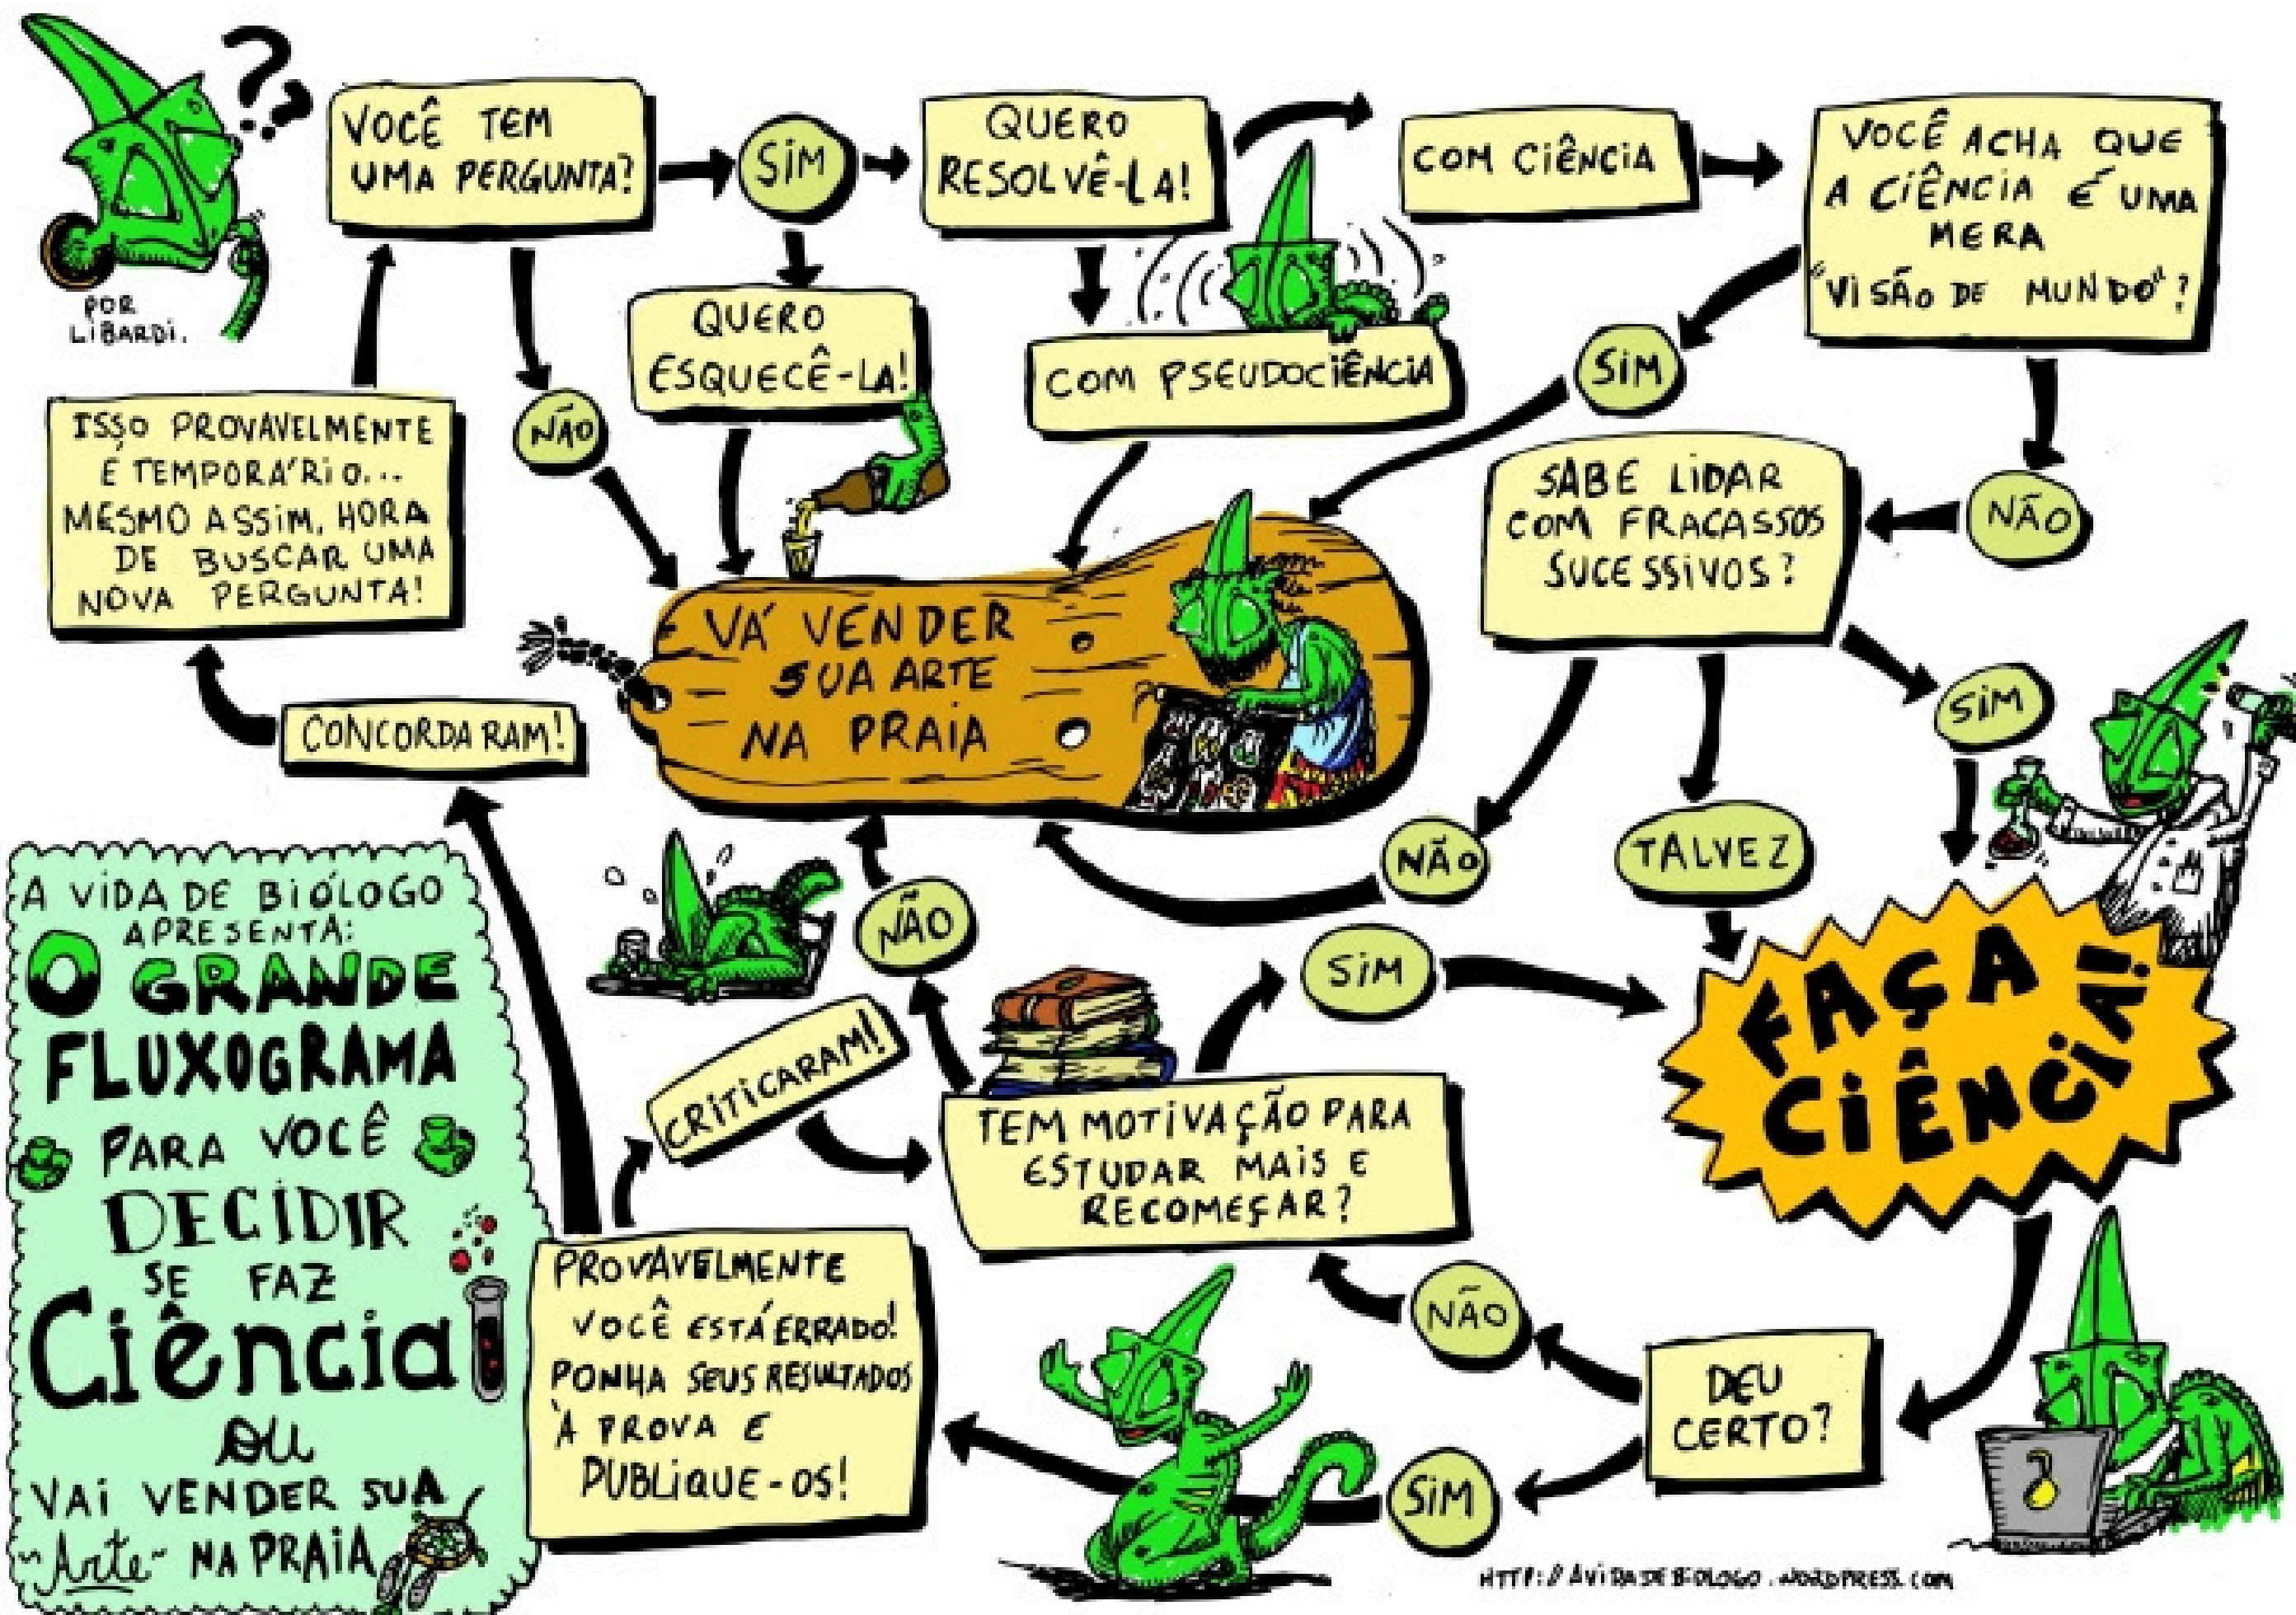 VOCÊ TEM
UMA PERGUNTA?
SIM
QUERO
RESOLVÊ-LA!
COM CIÊNCIA
VOCÊ ACHA QUE
A CIÊNCIA É UMA
MERA
"VISÃO DE MUNDO"?
POR
LIBARDI.
QUERO
ESQUECÊ-LA!
COM PSEUDOCIÊNCIA
SIM
NÃO
ISSO PROVAVELMENTE
É TEMPORÁRIO...
MESMO ASSIM, HORA
DE BUSCAR UMA
NOVA PERGUNTA!
SABE LIDAR
COM FRACASSOS
SUCESSIVOS?
NÃO
VÁ VENDER
SUA ARTE
NA PRAIA
CONCORDARAM!
SIM
NÃO
TALVEZ
A VIDA DE BIÓLOGO
APRESENTA:
O GRANDE
FLUXOGRAMA
PARA VOCÊ
DECIDIR
SE FAZ
Ciência
OU
VAI VENDER SUA
~Arte~ NA PRAIA
NÃO
SIM
FAÇA
CIÊNCIA!
CRITICARAM!
TEM MOTIVAÇÃO PARA
ESTUDAR MAIS E
RECOMEÇAR?
PROVAVELMENTE
VOCÊ ESTÁ ERRADO!
PONHA SEUS RESULTADOS
À PROVA E
PUBLIQUE-OS!
NÃO
DEU
CERTO?
SIM
HTTP://AVIDADEBIOLOGO.WORDPRESS.COM